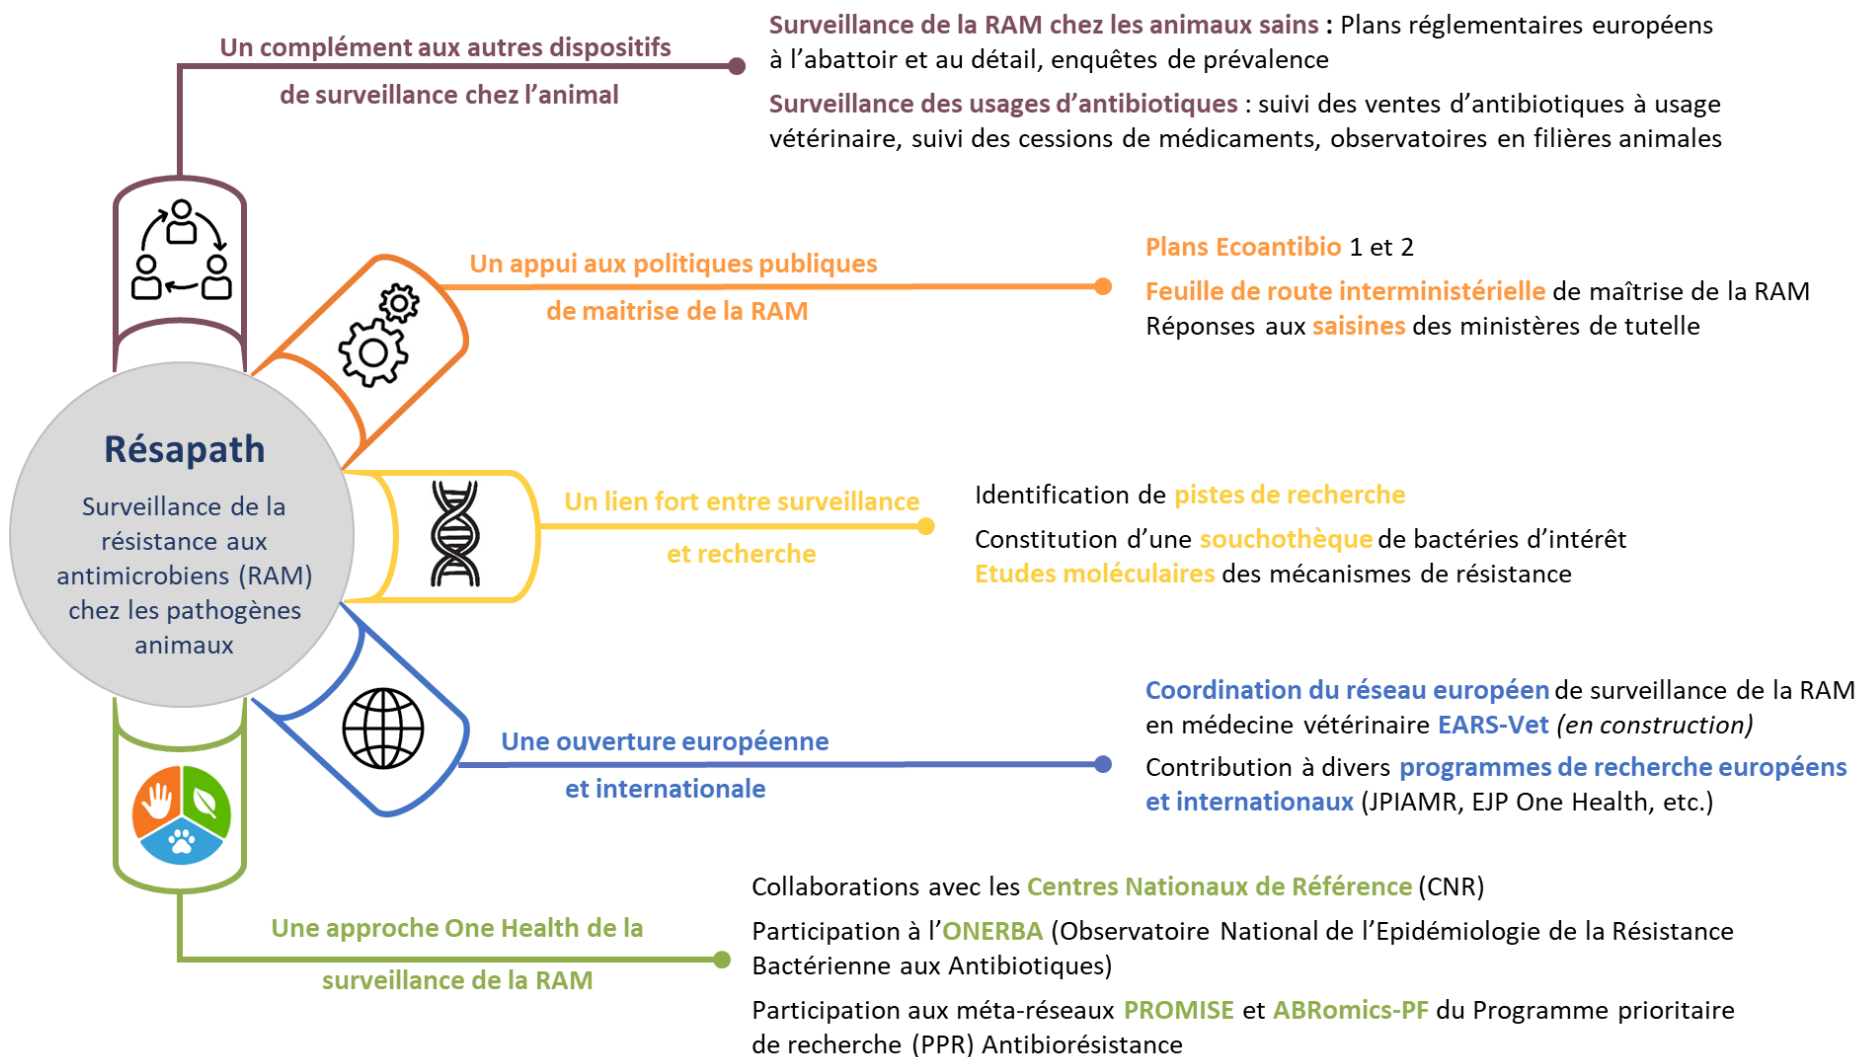 Un complément aux autres dispositifs
de surveillance chez l'animal
Surveillance de la RAM chez les animaux sains : Plans réglementaires européens
à l'abattoir et au détail, enquêtes de prévalence
Surveillance des usages d'antibiotiques : suivi des ventes d'antibiotiques à usage
vétérinaire, suivi des cessions de médicaments, observatoires en filières animales
Un appui aux politiques publiques
de maitrise de la RAM
Plans Ecoantibio 1 et 2
Feuille de route interministérielle de maîtrise de la RAM
Réponses aux saisines des ministères de tutelle
Résapath
Surveillance de la
résistance aux
antimicrobiens (RAM)
chez les pathogènes
animaux
Un lien fort entre surveillance
et recherche
Identification de pistes de recherche
Constitution d'une souchothèque de bactéries d'intérêt
Etudes moléculaires des mécanismes de résistance
Une ouverture européenne
et internationale
Coordination du réseau européen de surveillance de la RAM
en médecine vétérinaire EARS-Vet (en construction)
Contribution à divers programmes de recherche européens
et internationaux (JPIAMR, EJP One Health, etc.)
Une approche One Health de la
surveillance de la RAM
Collaborations avec les Centres Nationaux de Référence (CNR)
Participation à l'ONERBA (Observatoire National de l'Epidémiologie de la Résistance
Bactérienne aux Antibiotiques)
Participation aux méta-réseaux PROMISE et ABRomics-PF du Programme prioritaire
de recherche (PPR) Antibiorésistance